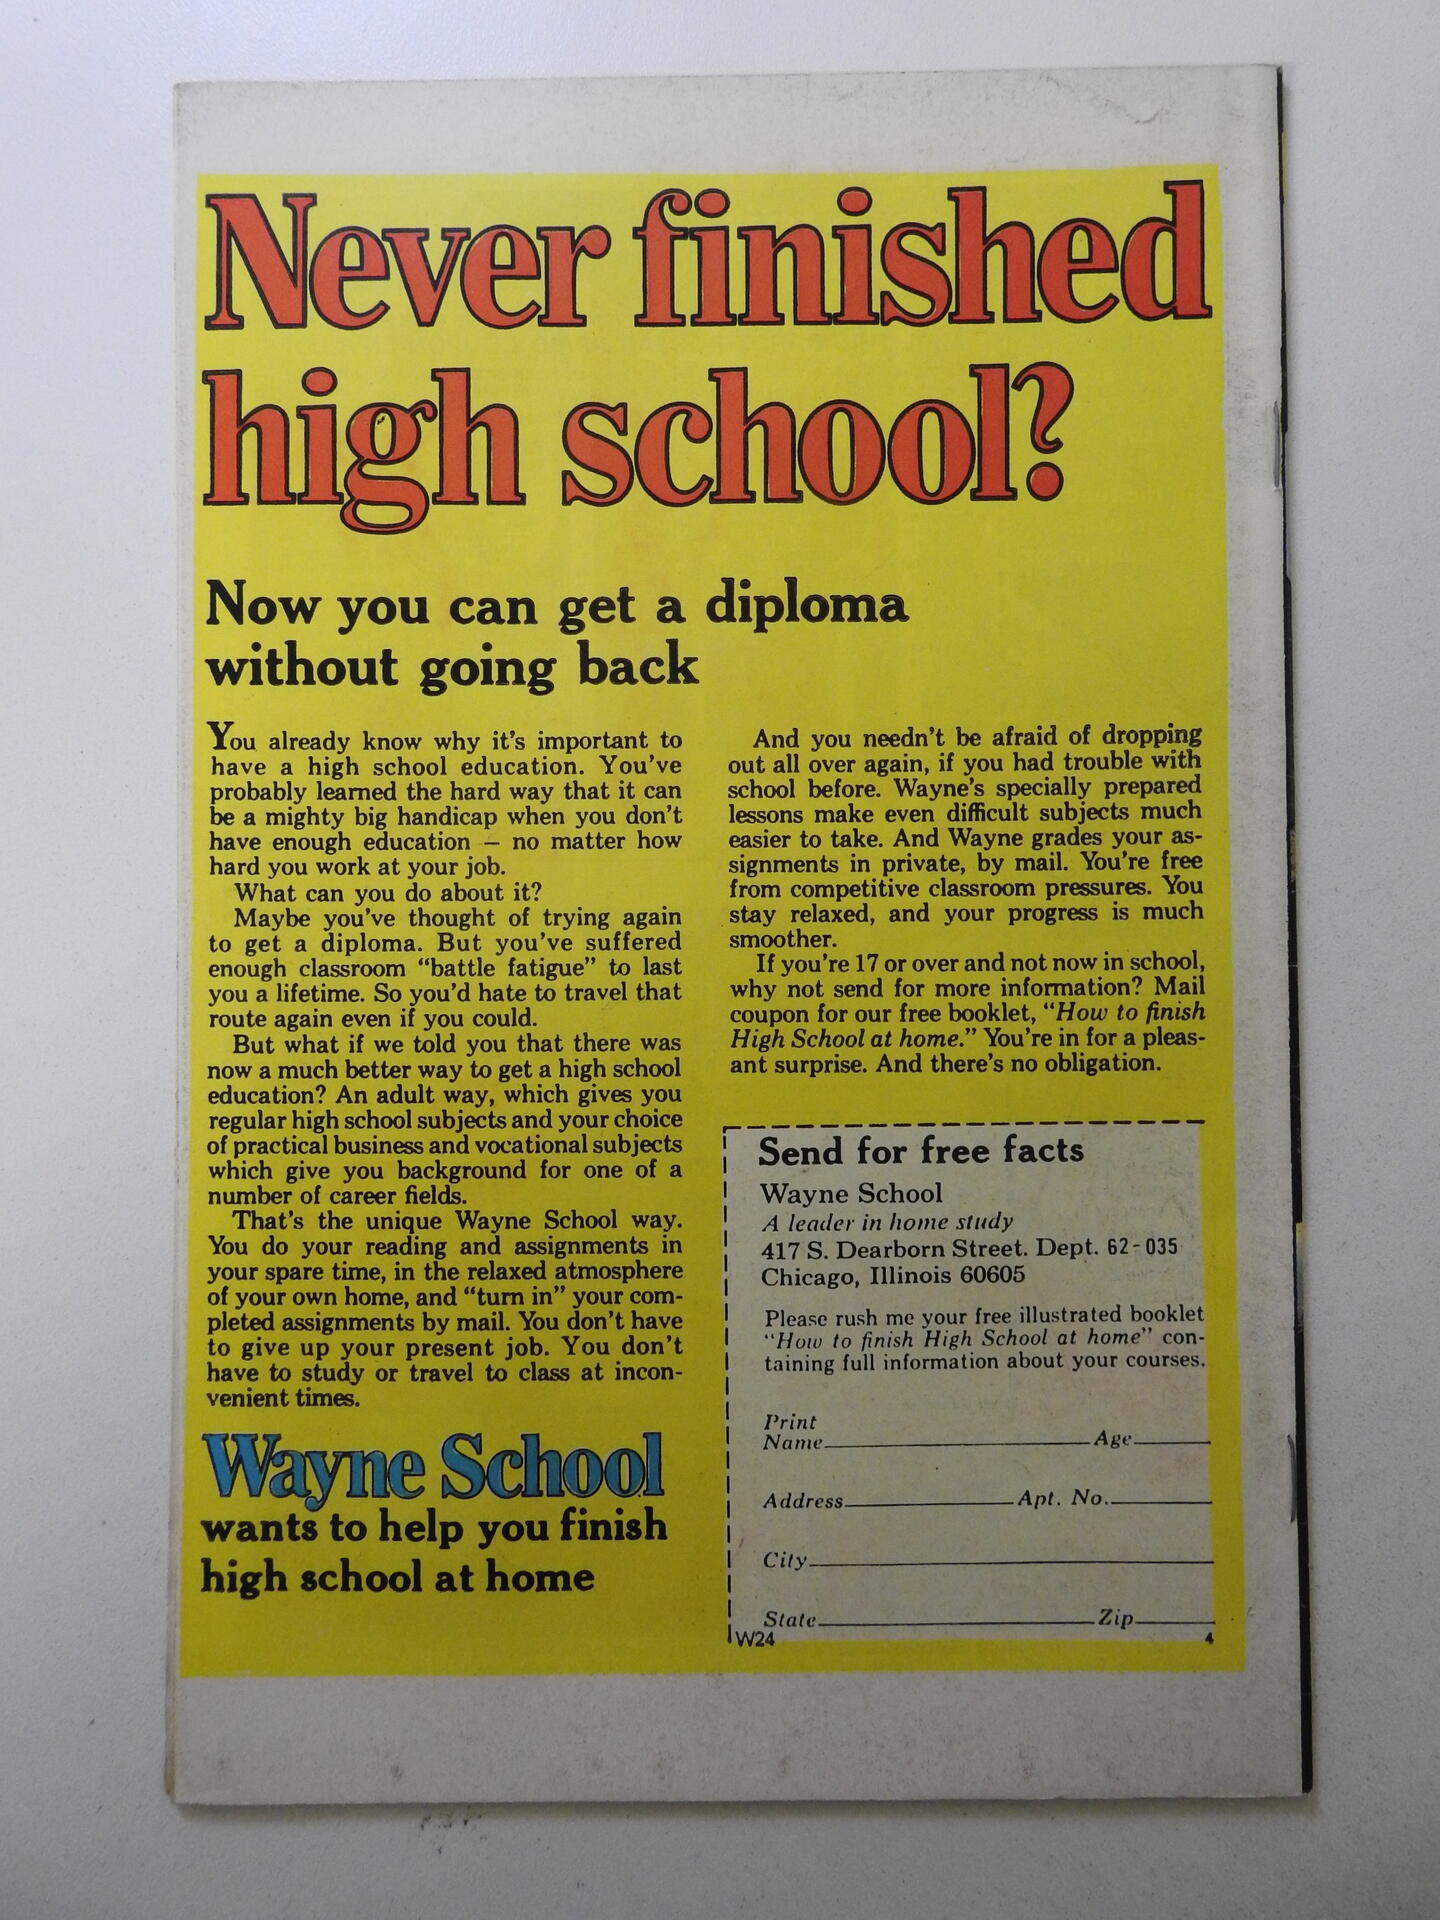 Never finished
high school?
Now you can get a diploma
without going back
You already know why it's important to
have a high school education. You've
probably learned the hard way that it can
be a mighty big handicap when you don't
have enough education – no matter how
hard you work at your job.
What can you do about it?
Maybe you've thought of trying again
to get a diploma. But you've suffered
enough classroom "battle fatigue" to last
you a lifetime. So you'd hate to travel that
route again even if you could.
But what if we told you that there was
now a much better way to get a high school
education? An adult way, which gives you
regular high school subjects and your choice
of practical business and vocational subjects
which give you background for one of a
number of career fields.
That's the unique Wayne School way.
You do your reading and assignments in
your spare time, in the relaxed atmosphere
of your own home, and "turn in" your com-
pleted assignments by mail. You don't have
to give up your present job. You don't
have to study or travel to class at incon-
venient times.
Wayne School
wants to help you finish
high school at home
And you needn't be afraid of dropping
out all over again, if you had trouble with
school before. Wayne's specially prepared
lessons make even difficult subjects much
easier to take. And Wayne grades your as-
signments in private, by mail. You're free
from competitive classroom pressures. You
stay relaxed, and your progress is much
smoother.
If you're 17 or over and not now in school,
why not send for more information? Mail
coupon for our free booklet, "How to finish
High School at home." You're in for a pleas-
ant surprise. And there's no obligation.
Send for free facts
Wayne School
A leader in home study
417 S. Dearborn Street. Dept. 62-035
Chicago, Illinois 60605
Please rush me your free illustrated booklet
"How to finish High School at home" con-
taining full information about your courses.
Print
Name Age
Address Apt. No.
City
State Zip
W24 4